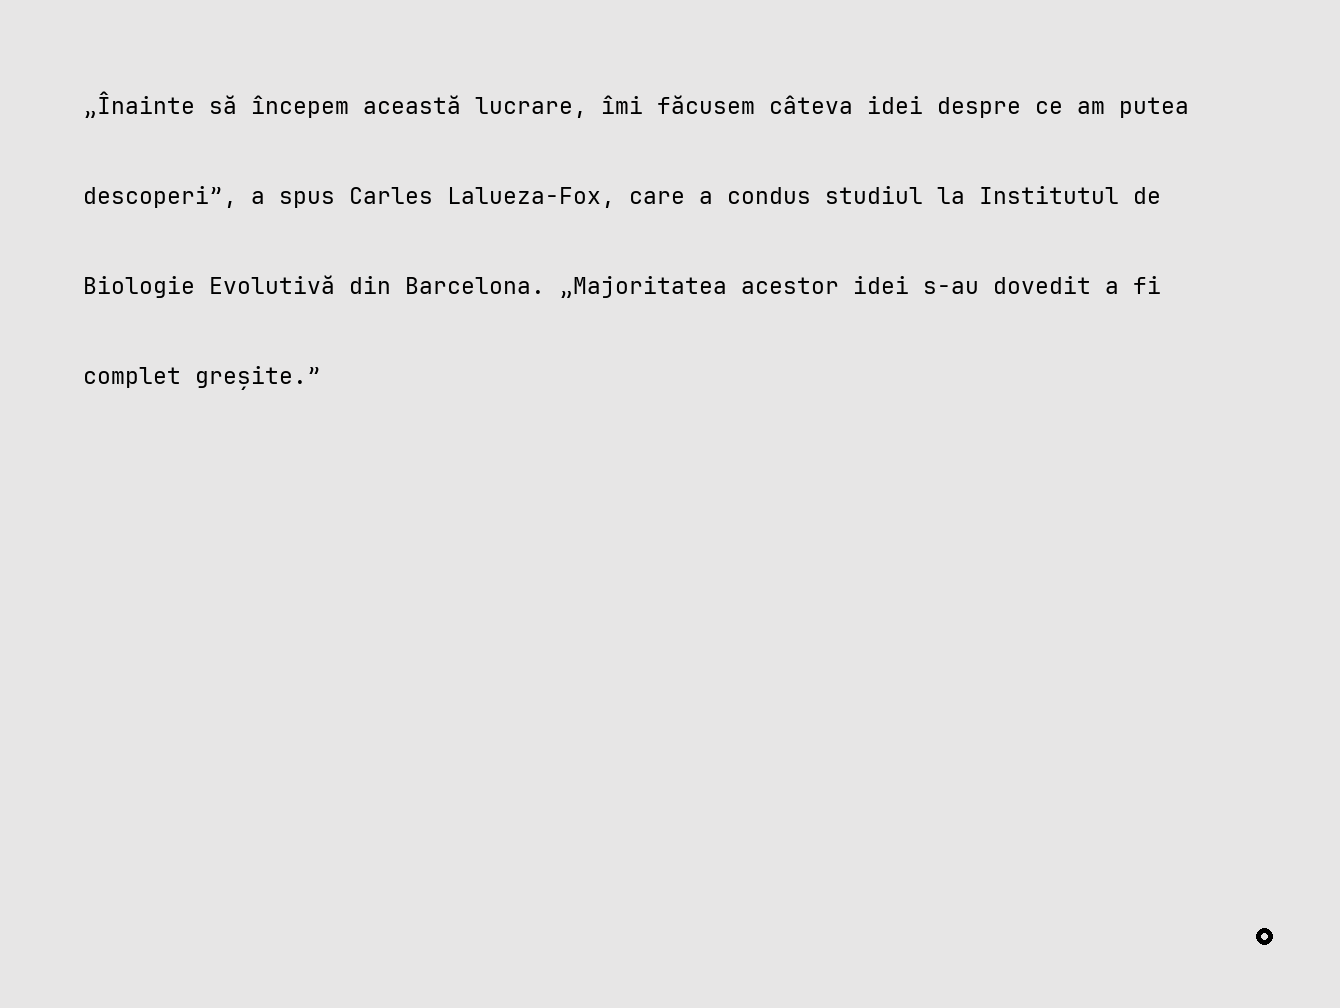 „Înainte să începem această lucrare, îmi făcusem câteva idei despre ce am putea
descoperi”, a spus Carles Lalueza-Fox, care a condus studiul la Institutul de
Biologie Evolutivă din Barcelona. „Majoritatea acestor idei s-au dovedit a fi
complet greșite.”